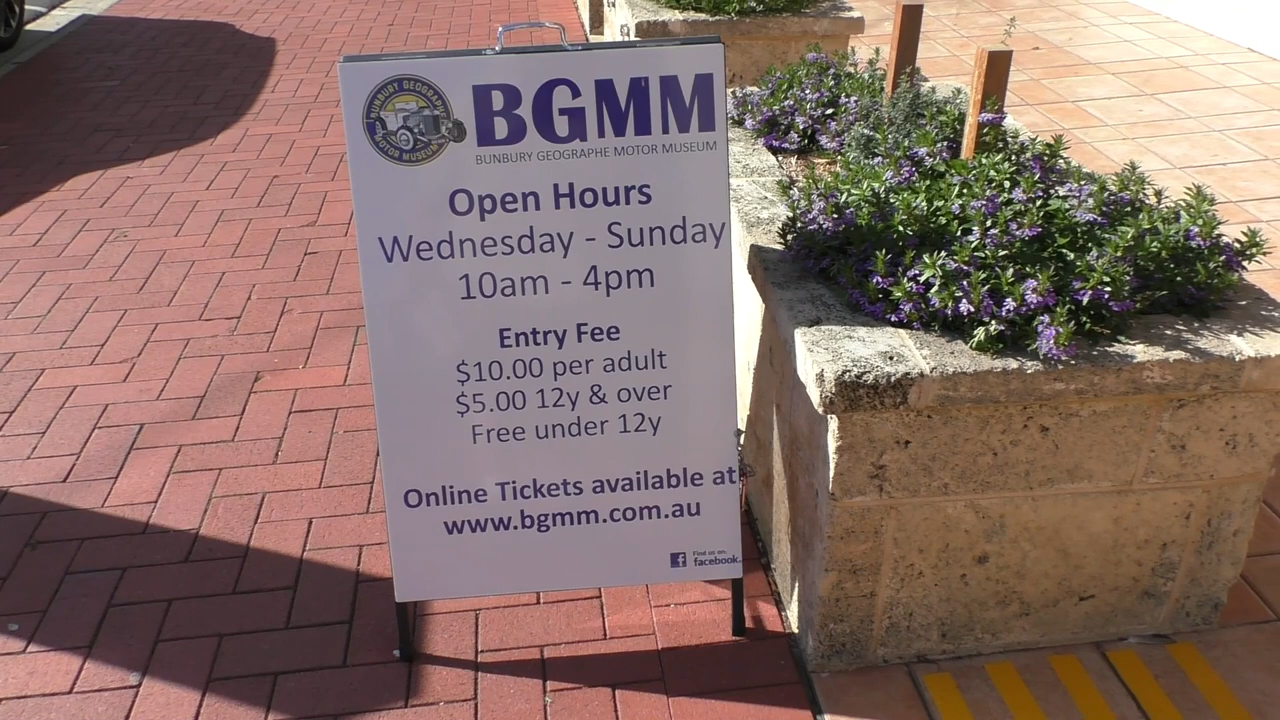 BUNBURY GEOGRAPHE
MOTOR MUSEUM
BGMM
BUNBURY GEOGRAPHE MOTOR MUSEUM
Open Hours
Wednesday - Sunday
10am - 4pm
Entry Fee
$10.00 per adult
$5.00 12y & over
Free under 12y
Online Tickets available at
www.bgmm.com.au
f
Find us on:
facebook.